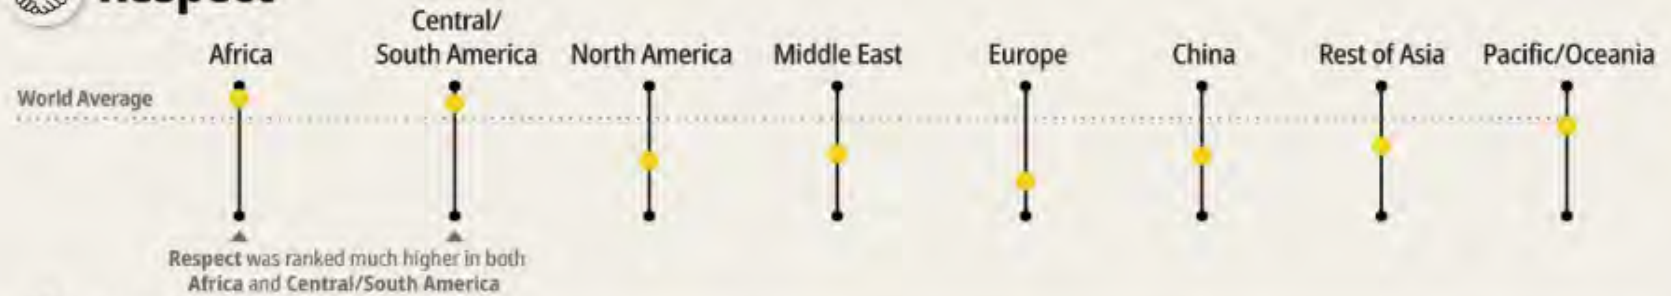 Respect
Central/
Africa South America North America Middle East Europe China Rest of Asia Pacific/Oceania
World Average
Respect was ranked much higher in both
Africa and Central/South America